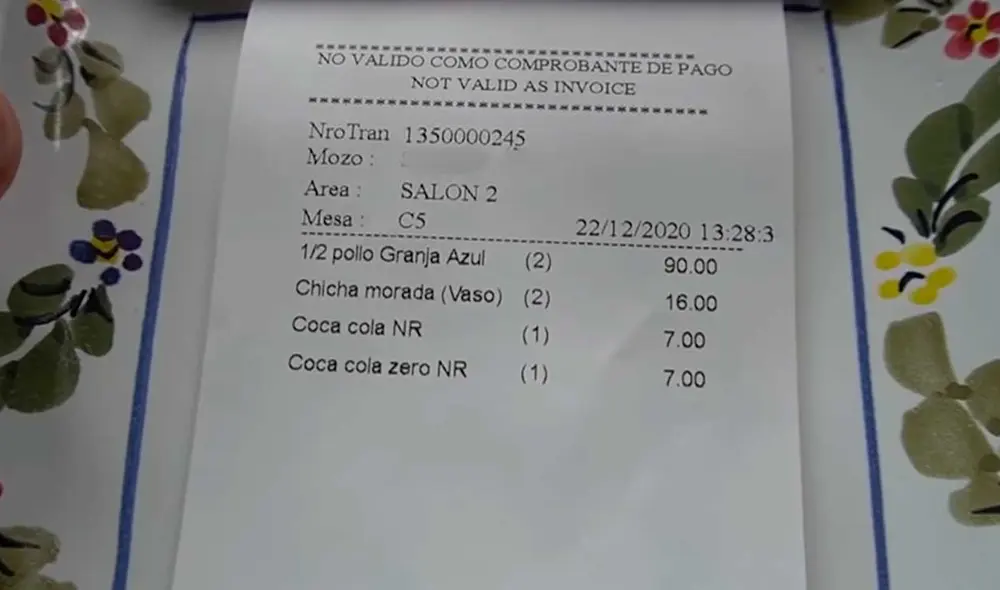 NO VALIDO COMO COMPROBANTE DE PAGO
NOT VALID AS INVOICE
NroTran 1350000245
Mozo :
Area : SALON 2
Mesa : C5 22/12/2020 13:28:3
1/2 pollo Granja Azul (2) 90.00
Chicha morada (Vaso) (2) 16.00
Coca cola NR (1) 7.00
Coca cola zero NR (1) 7.00